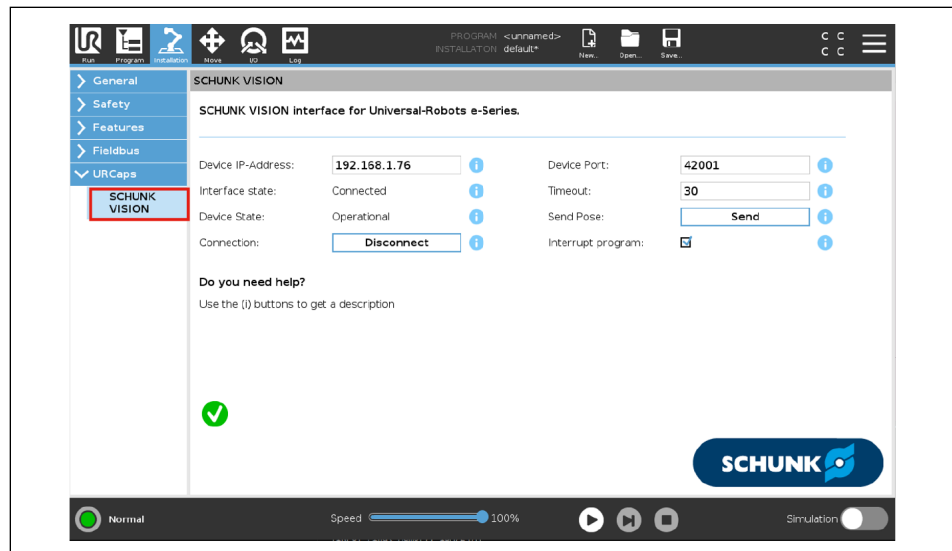 PROGRAM <unnamed>
INSTALLATION default*
Run Program Installation Move I/O Log New... Open... Save... C C
C C
General
Safety
Features
Fieldbus
URCaps
SCHUNK
VISION
SCHUNK VISION
SCHUNK VISION interface for Universal-Robots e-Series.
Device IP-Address: 192.168.1.76 Device Port: 42001
Interface state: Connected Timeout: 30
Device State: Operational Send Pose: Send
Connection: Disconnect Interrupt program:
Do you need help?
Use the (i) buttons to get a description
SCHUNK
Normal Speed 100% Simulation